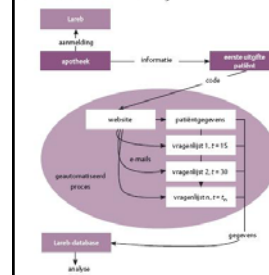 Lareb
aanmelding
apotheek
informatie
eerste uitgifte
patiënt
code
website
patiëntgegevens
vragenlijst 1, t = 15
e-mails
vragenlijst 2, t = 30
geautomatiseerd
proces
vragenlijst n, t = tn
gegevens
Lareb-database
analyse